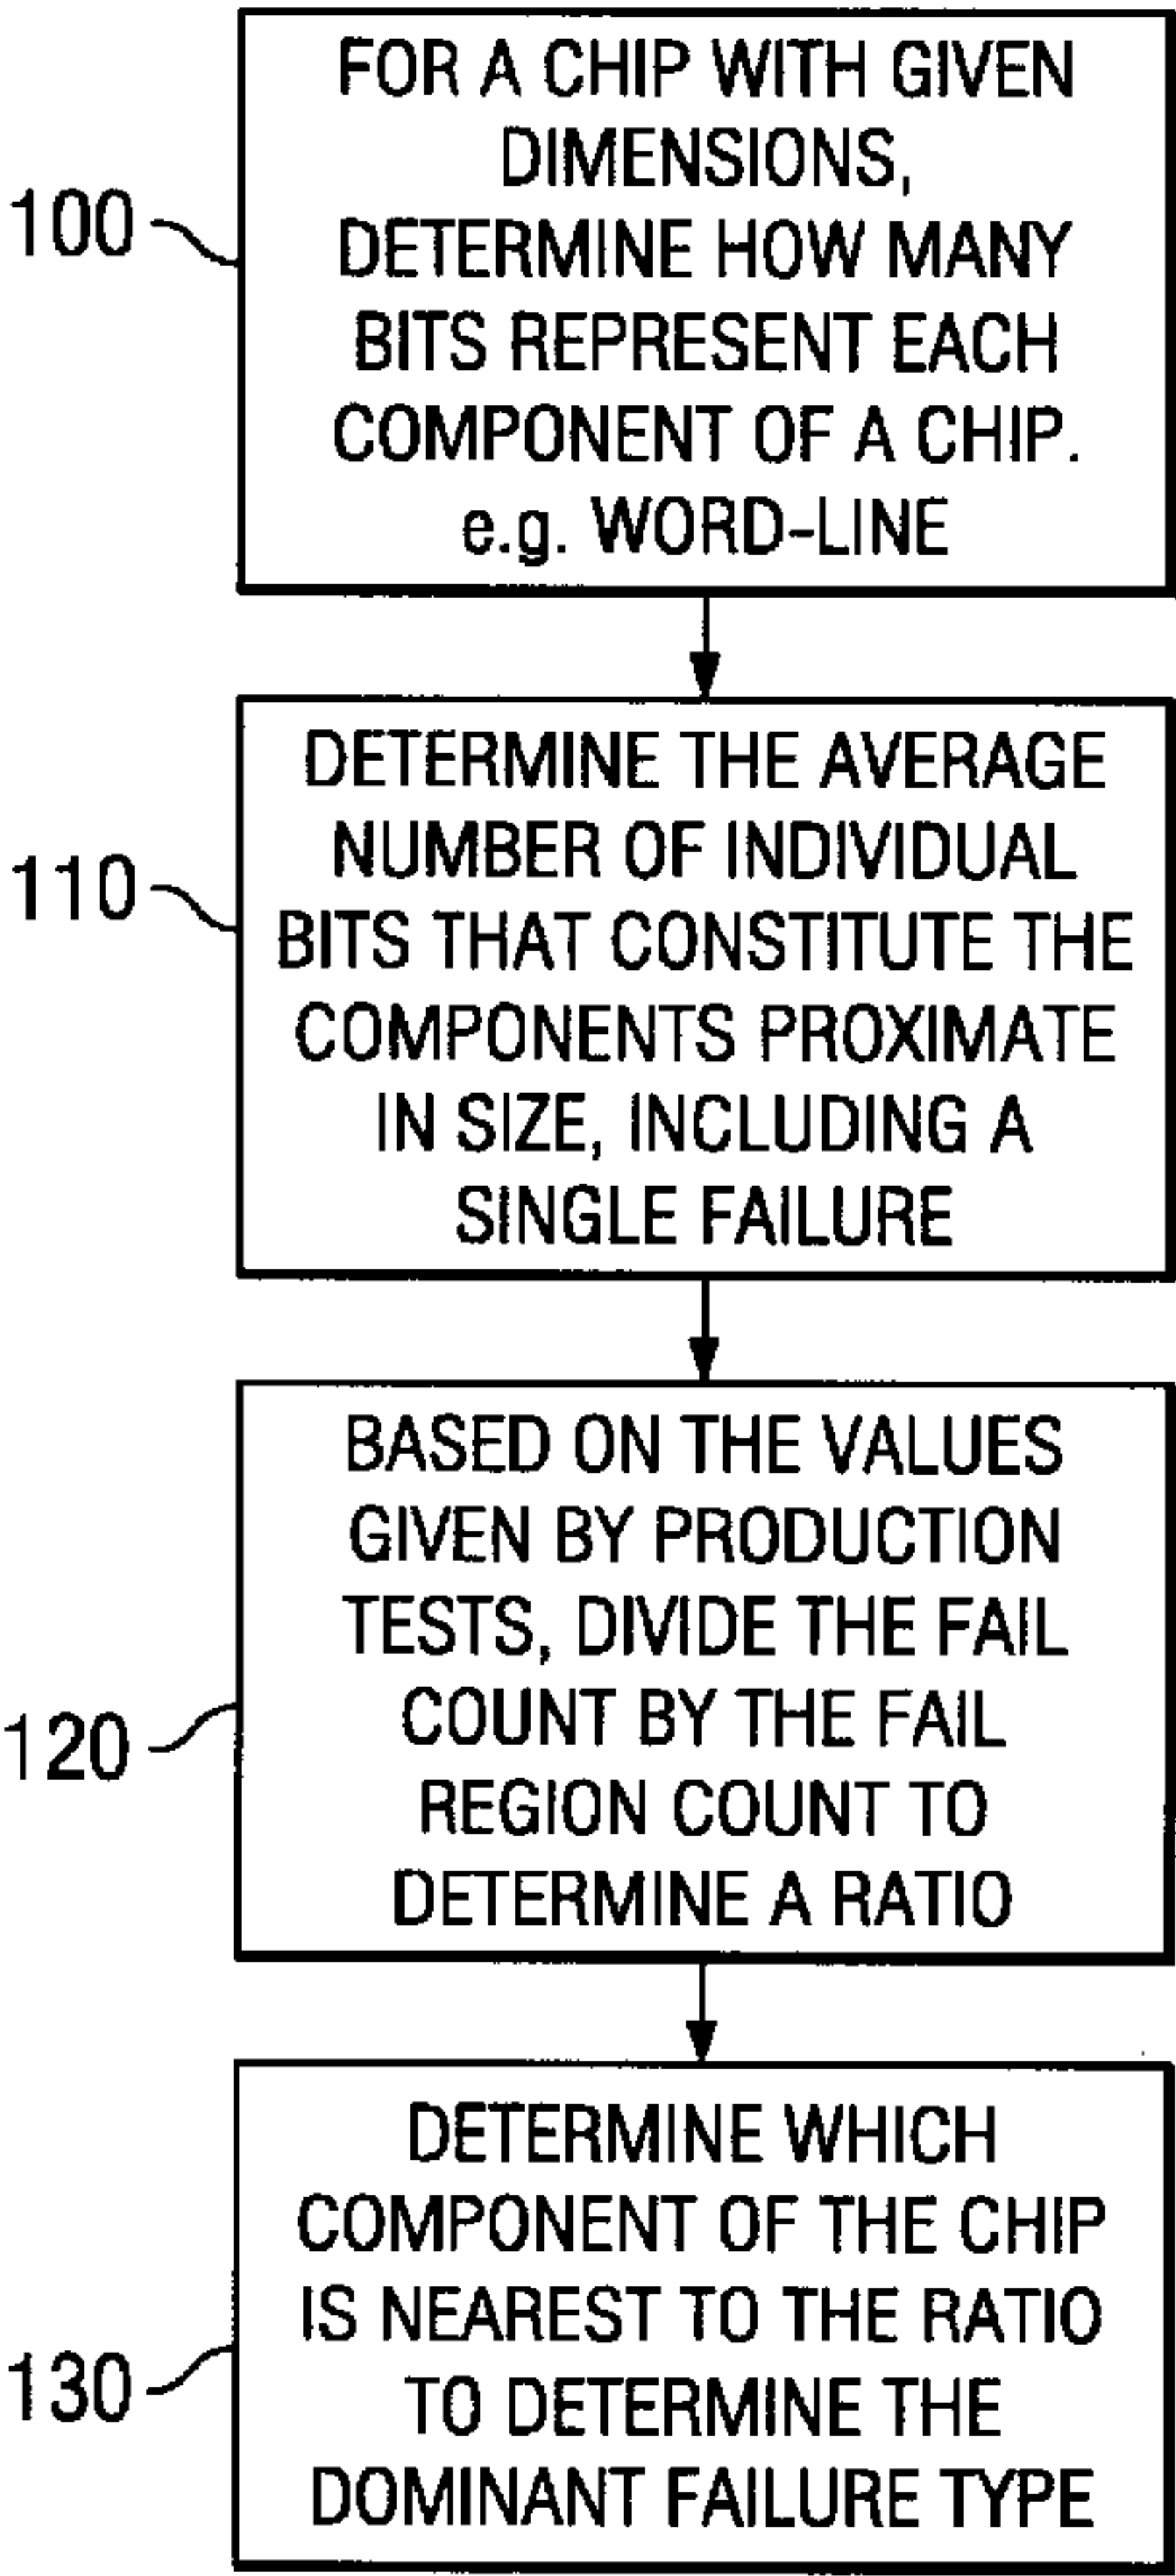 FOR A CHIP WITH GIVEN
DIMENSIONS,
DETERMINE HOW MANY
BITS REPRESENT EACH
COMPONENT OF A CHIP.
e.g. WORD-LINE
100
DETERMINE THE AVERAGE
NUMBER OF INDIVIDUAL
BITS THAT CONSTITUTE THE
COMPONENTS PROXIMATE
IN SIZE, INCLUDING A
SINGLE FAILURE
110
BASED ON THE VALUES
GIVEN BY PRODUCTION
TESTS, DIVIDE THE FAIL
COUNT BY THE FAIL
REGION COUNT TO
DETERMINE A RATIO
120
DETERMINE WHICH
COMPONENT OF THE CHIP
IS NEAREST TO THE RATIO
TO DETERMINE THE
DOMINANT FAILURE TYPE
130